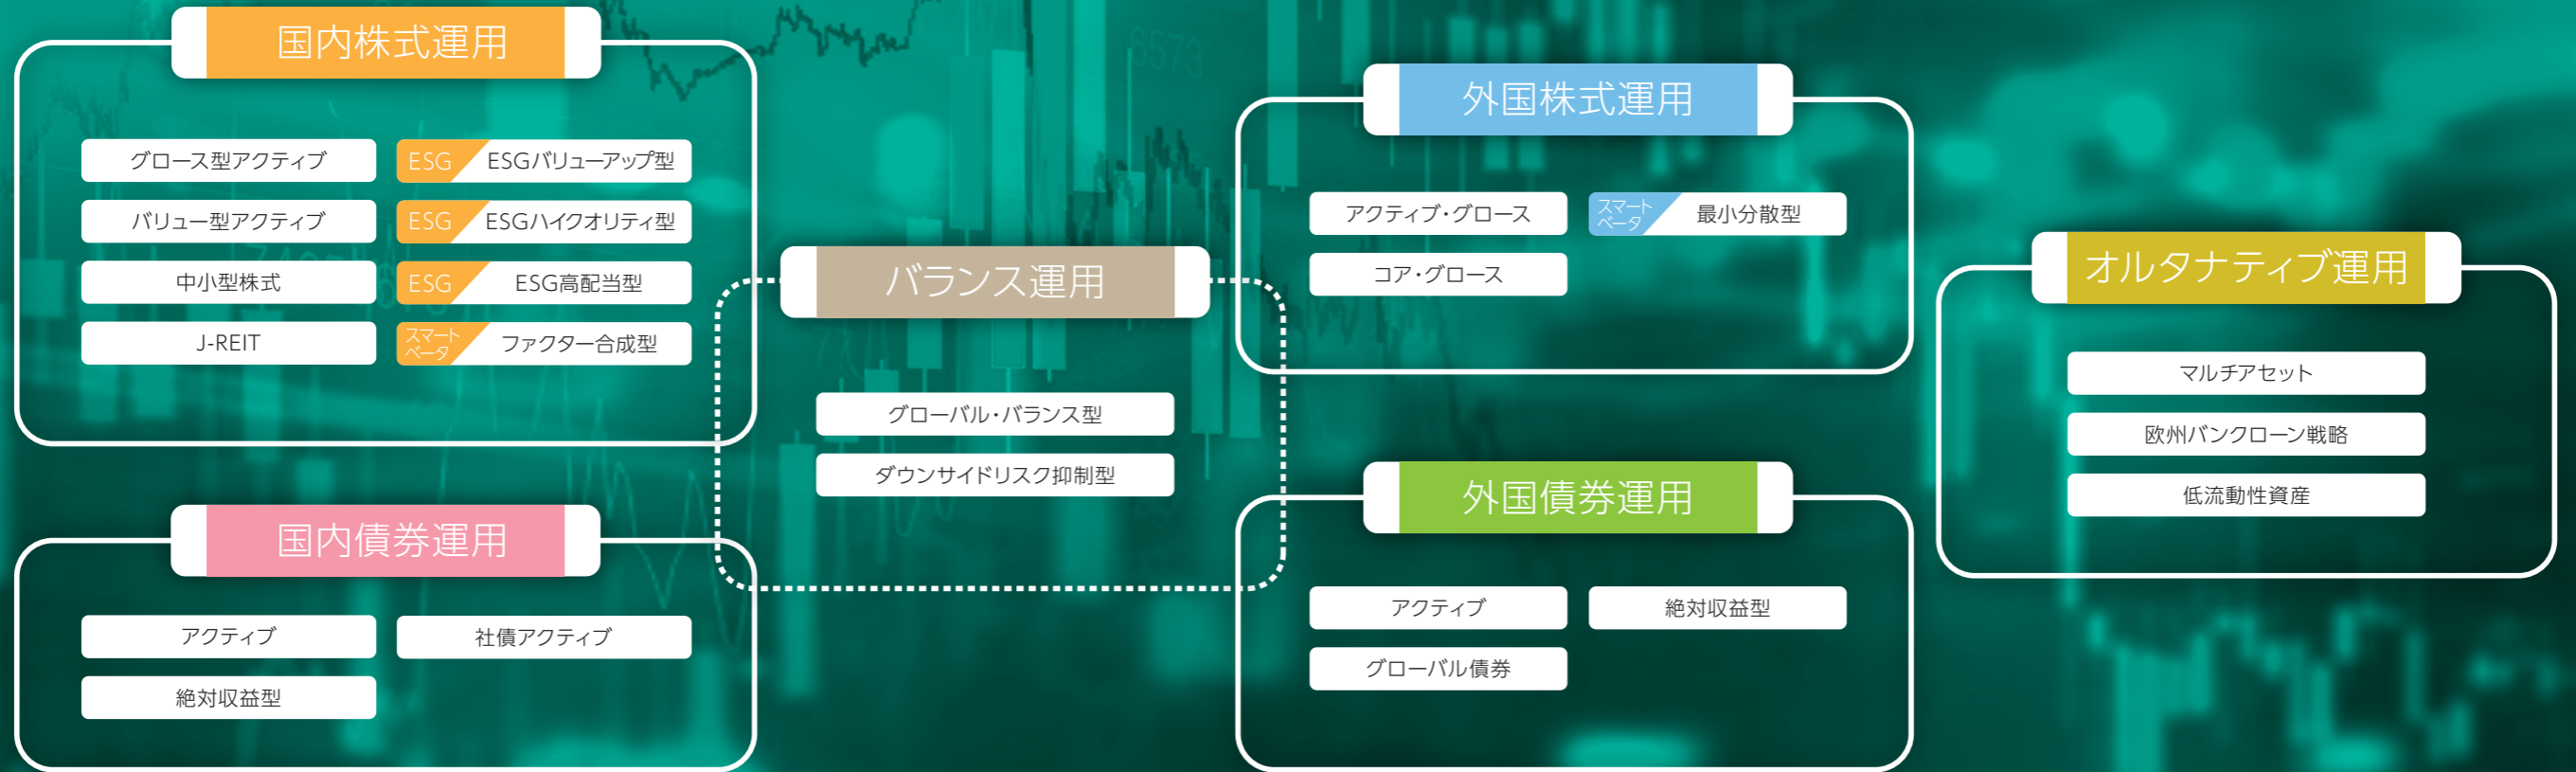 国内株式運用
グロース型アクティブ
ESG ESGバリューアップ型
バリュー型アクティブ
ESG ESGハイクオリティ型
中小型株式
ESG ESG高配当型
J-REIT
スマート
ベータ
ファクター合成型
国内債券運用
アクティブ
社債アクティブ
絶対収益型
バランス運用
グローバル・バランス型
ダウンサイドリスク抑制型
外国株式運用
アクティブ・グロース
スマート
ベータ
最小分散型
コア・グロース
外国債券運用
アクティブ
絶対収益型
グローバル債券
オルタナティブ運用
マルチアセット
欧州バンクローン戦略
低流動性資産
6573